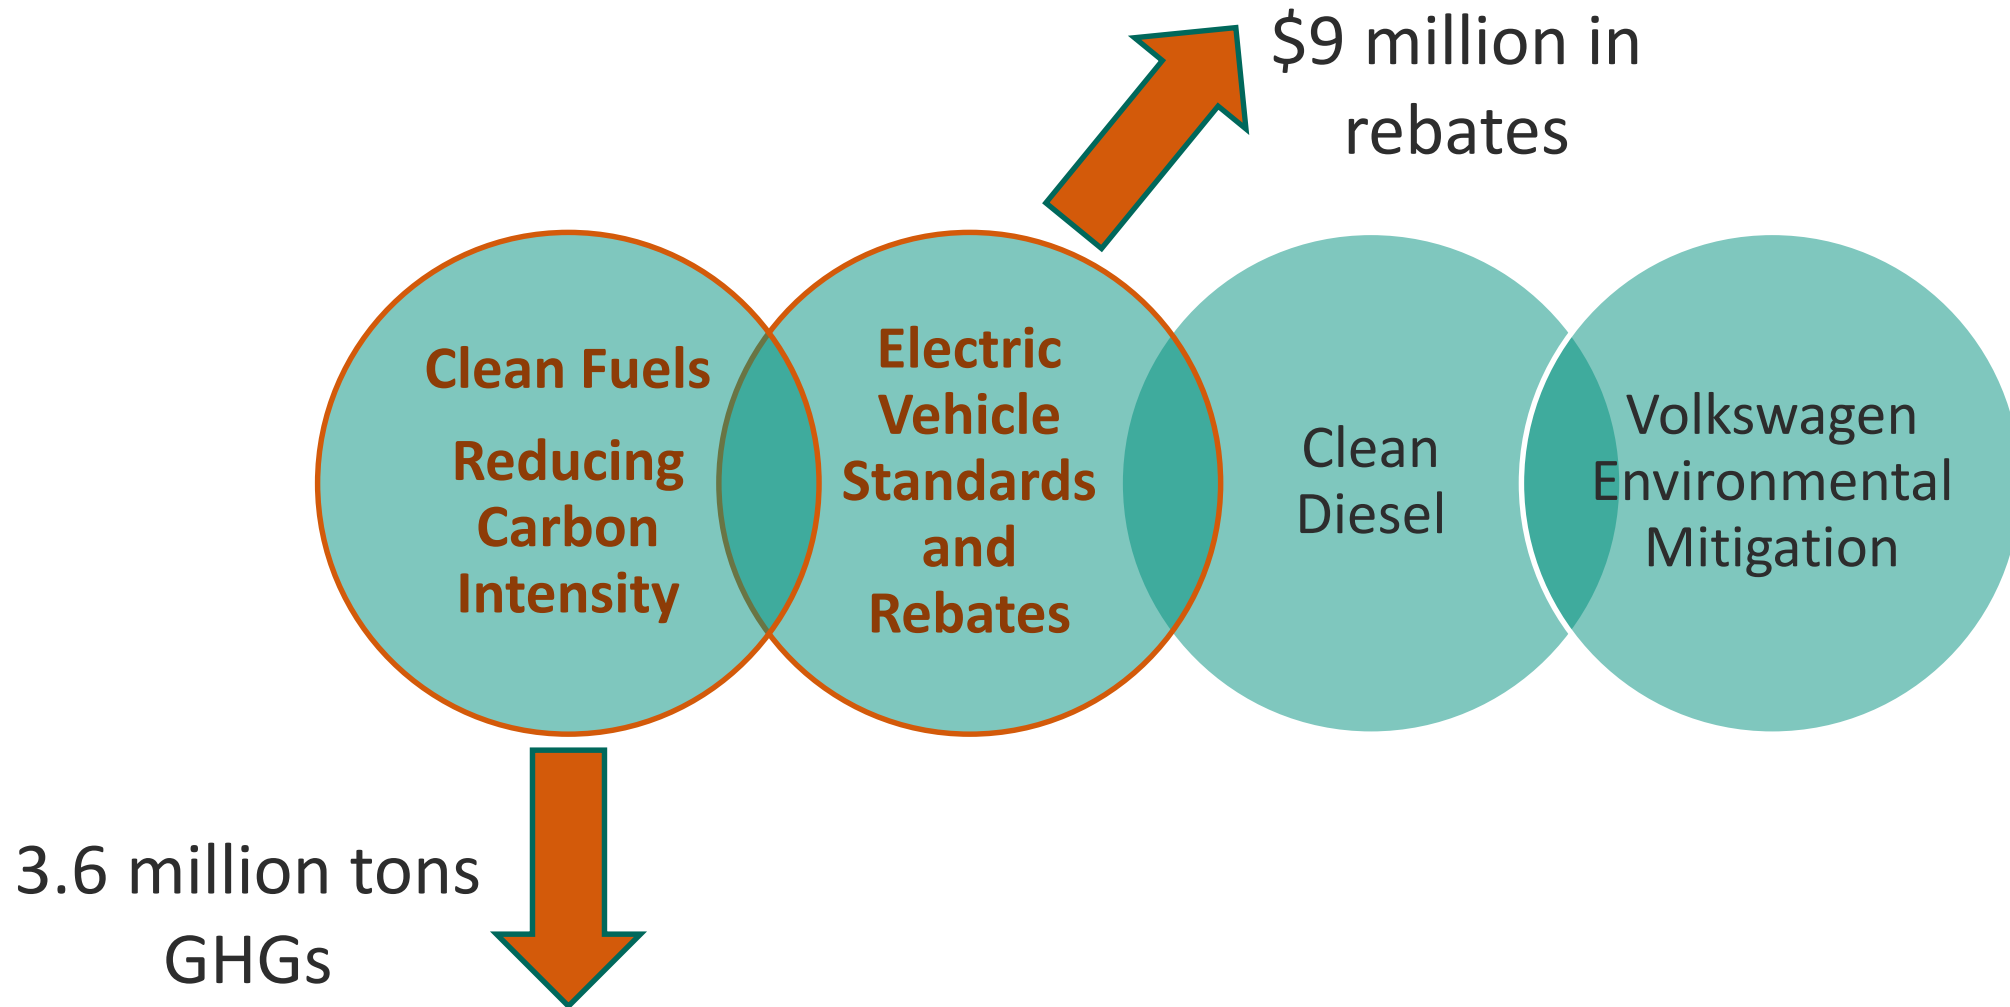 $9 million in
rebates
Clean Fuels
Reducing
Carbon
Intensity
Electric
Vehicle
Standards
and
Rebates
Clean
Diesel
Volkswagen
Environmental
Mitigation
3.6 million tons
GHGs